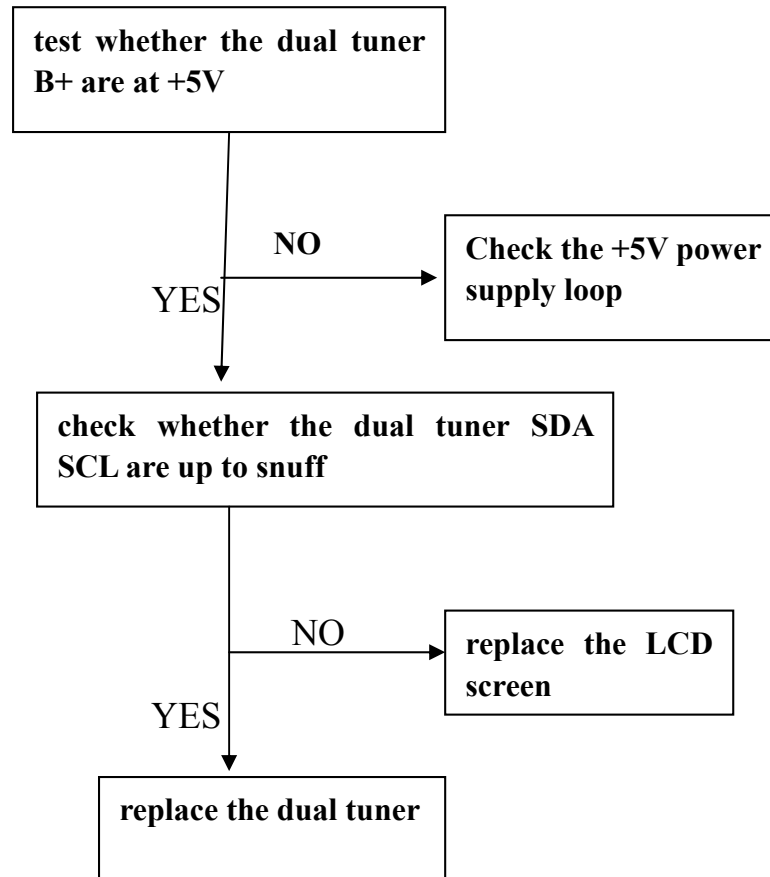 test whether the dual tuner
B+ are at +5V
NO
Check the +5V power
supply loop
YES
check whether the dual tuner SDA
SCL are up to snuff
NO
replace the LCD
screen
YES
replace the dual tuner